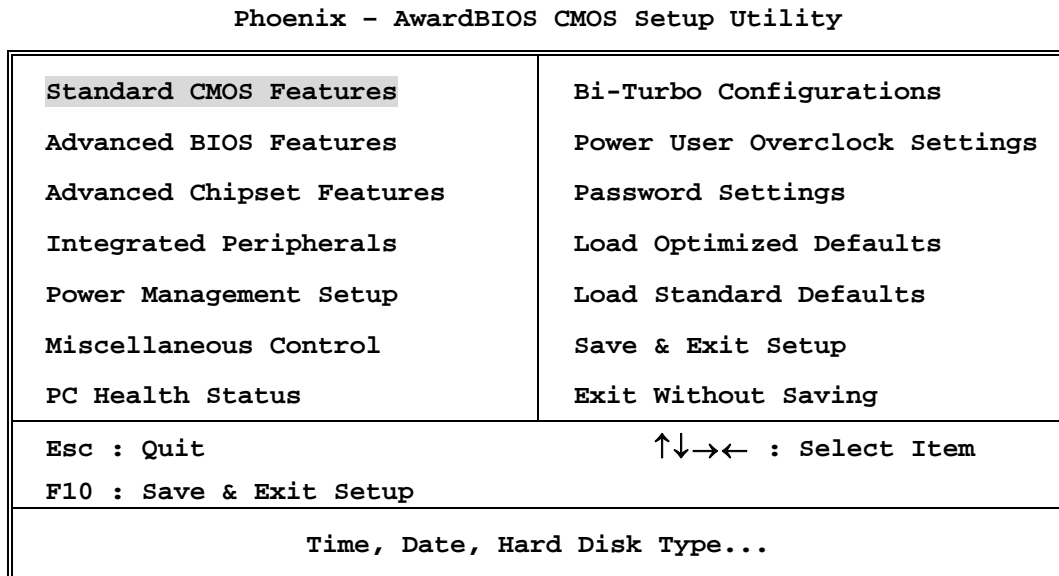 Phoenix – AwardBIOS CMOS Setup Utility
Standard CMOS Features
Advanced BIOS Features
Advanced Chipset Features
Integrated Peripherals
Power Management Setup
Miscellaneous Control
PC Health Status
Bi-Turbo Configurations
Power User Overclock Settings
Password Settings
Load Optimized Defaults
Load Standard Defaults
Save & Exit Setup
Exit Without Saving
Esc : Quit
F10 : Save & Exit Setup
↑↓→← : Select Item
Time, Date, Hard Disk Type...